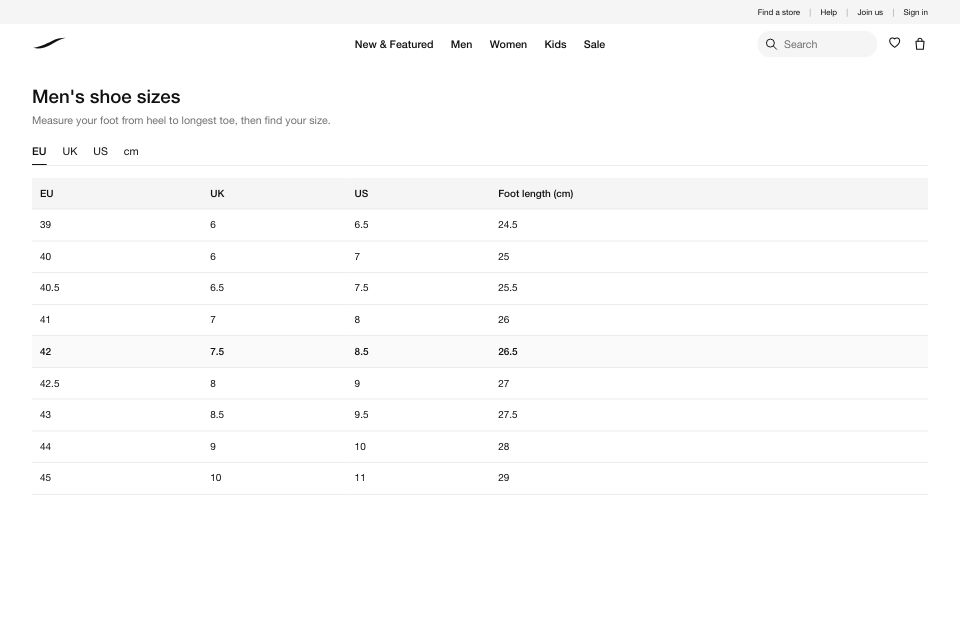 Find a store | Help | Join us | Sign in
New & Featured Men Women Kids Sale Search
Men's shoe sizes
Measure your foot from heel to longest toe, then find your size.
EU UK US cm
EU UK US Foot length (cm)
39 6 6.5 24.5
40 6 7 25
40.5 6.5 7.5 25.5
41 7 8 26
42 7.5 8.5 26.5
42.5 8 9 27
43 8.5 9.5 27.5
44 9 10 28
45 10 11 29